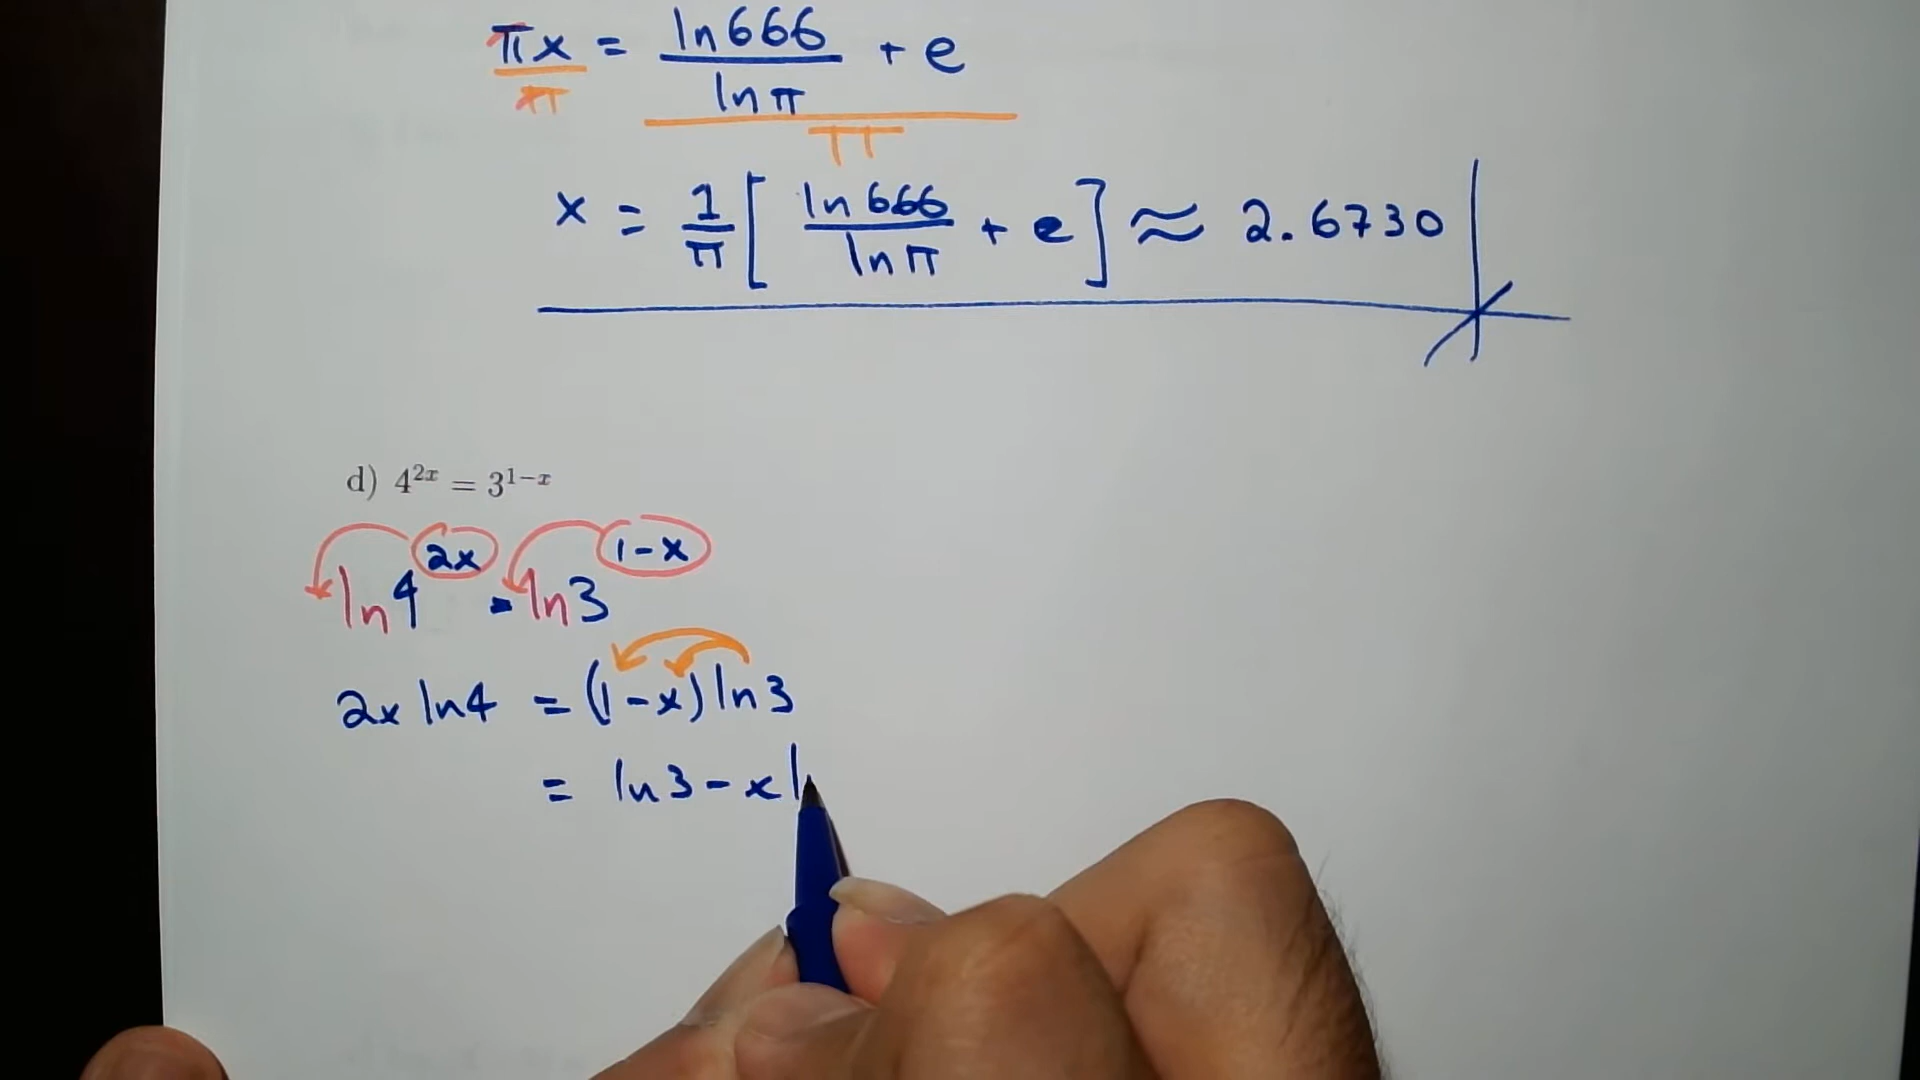 πx = ln666/lnπ + e
π π
x = 1/π [ ln666/lnπ + e ] ≈ 2.6730
d) 4^{2x} = 3^{1−x}
ln4^{2x} = ln3^{1-x}
2x ln4 = (1-x) ln3
= ln3 - x l